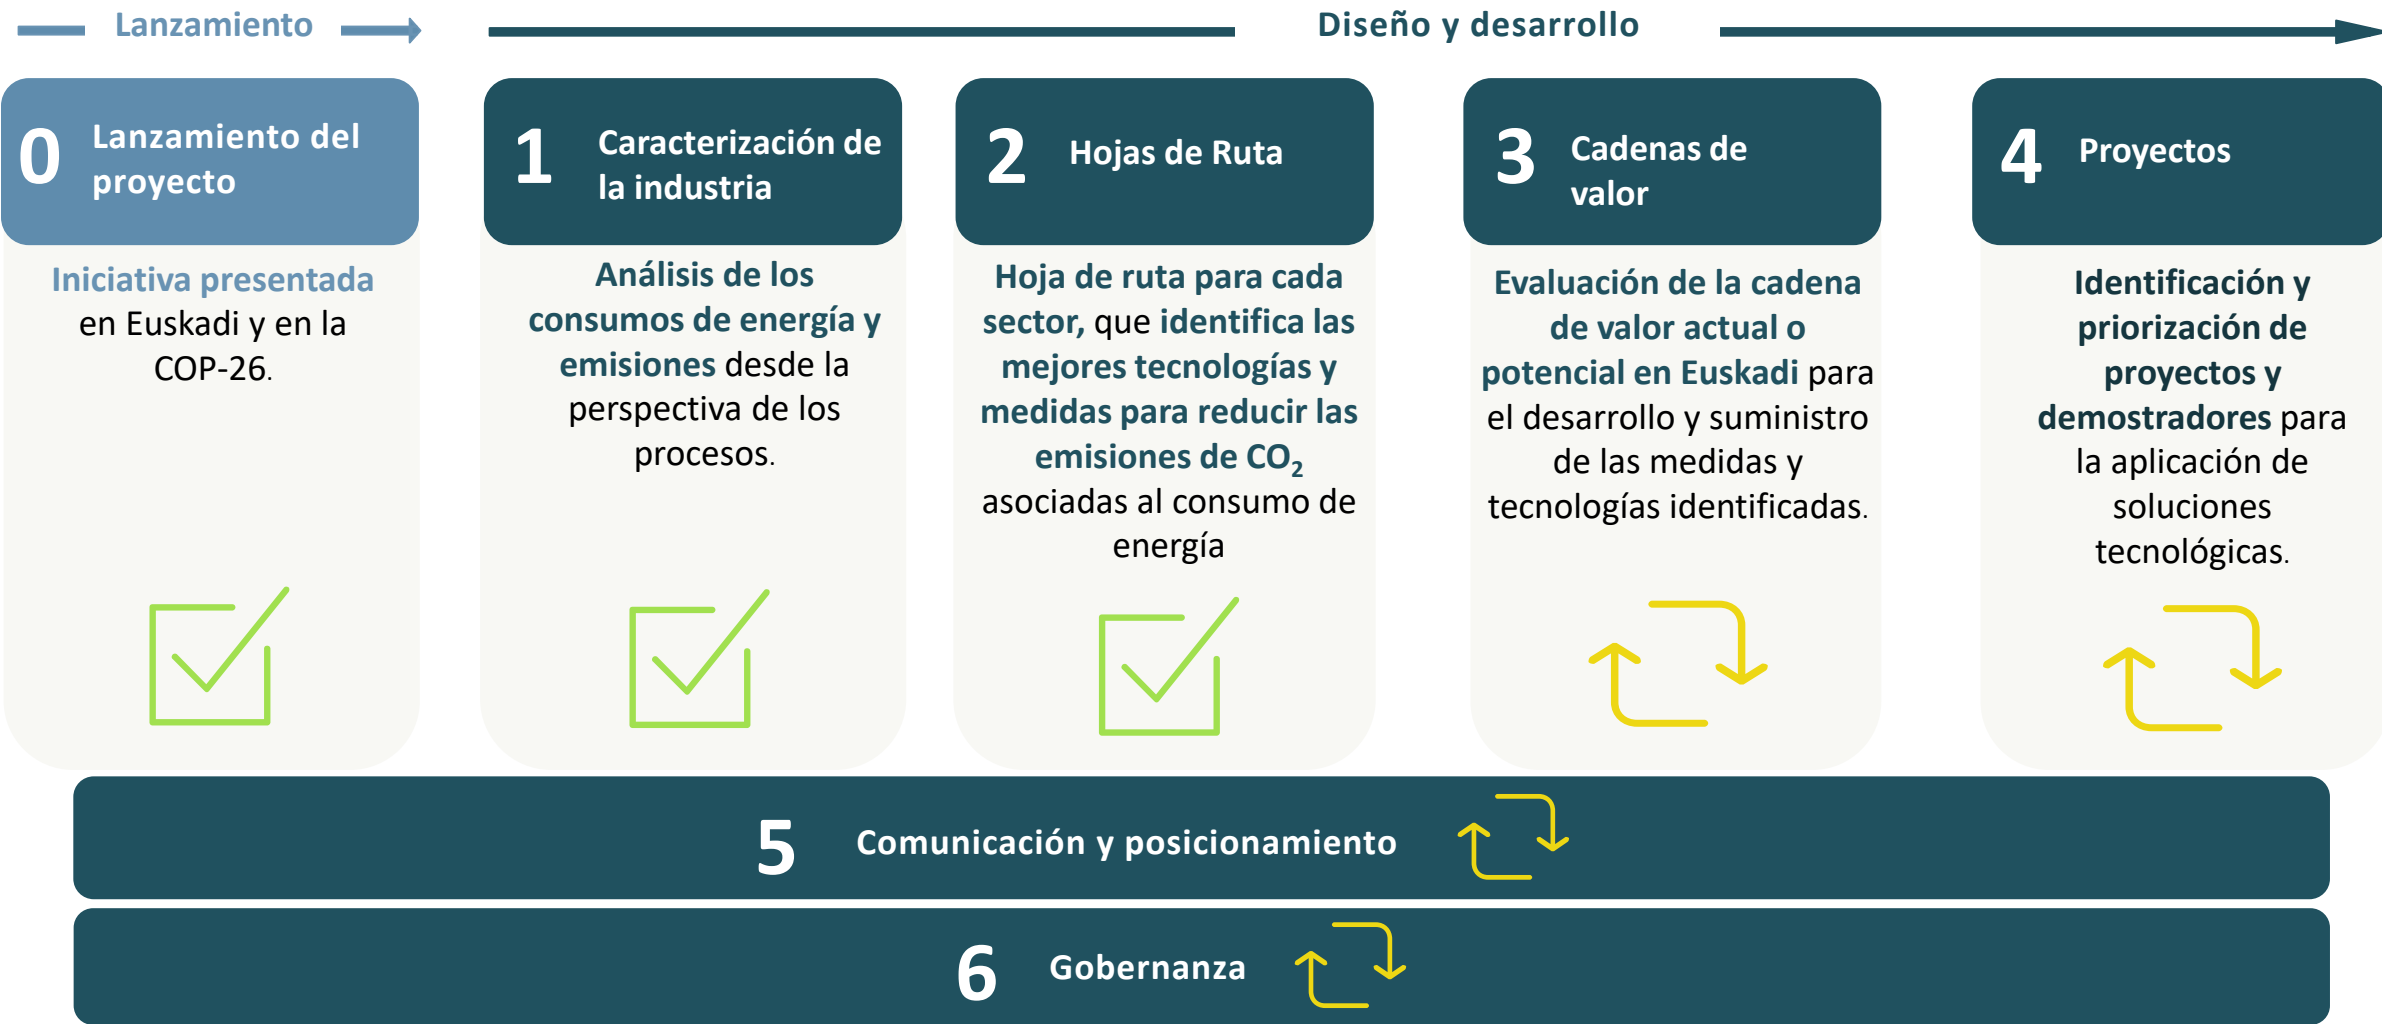 Lanzamiento
Diseño y desarrollo
0
Lanzamiento del
proyecto
Iniciativa presentada
en Euskadi y en la
COP-26.
1
Caracterización de
la industria
Análisis de los
consumos de energía y
emisiones desde la
perspectiva de los
procesos.
2
Hojas de Ruta
Hoja de ruta para cada
sector, que identifica las
mejores tecnologías y
medidas para reducir las
emisiones de CO₂
asociadas al consumo de
energía
3
Cadenas de
valor
Evaluación de la cadena
de valor actual o
potencial en Euskadi para
el desarrollo y suministro
de las medidas y
tecnologías identificadas.
4
Proyectos
Identificación y
priorización de
proyectos y
demostradores para
la aplicación de
soluciones
tecnológicas.
5 Comunicación y posicionamiento
6 Gobernanza